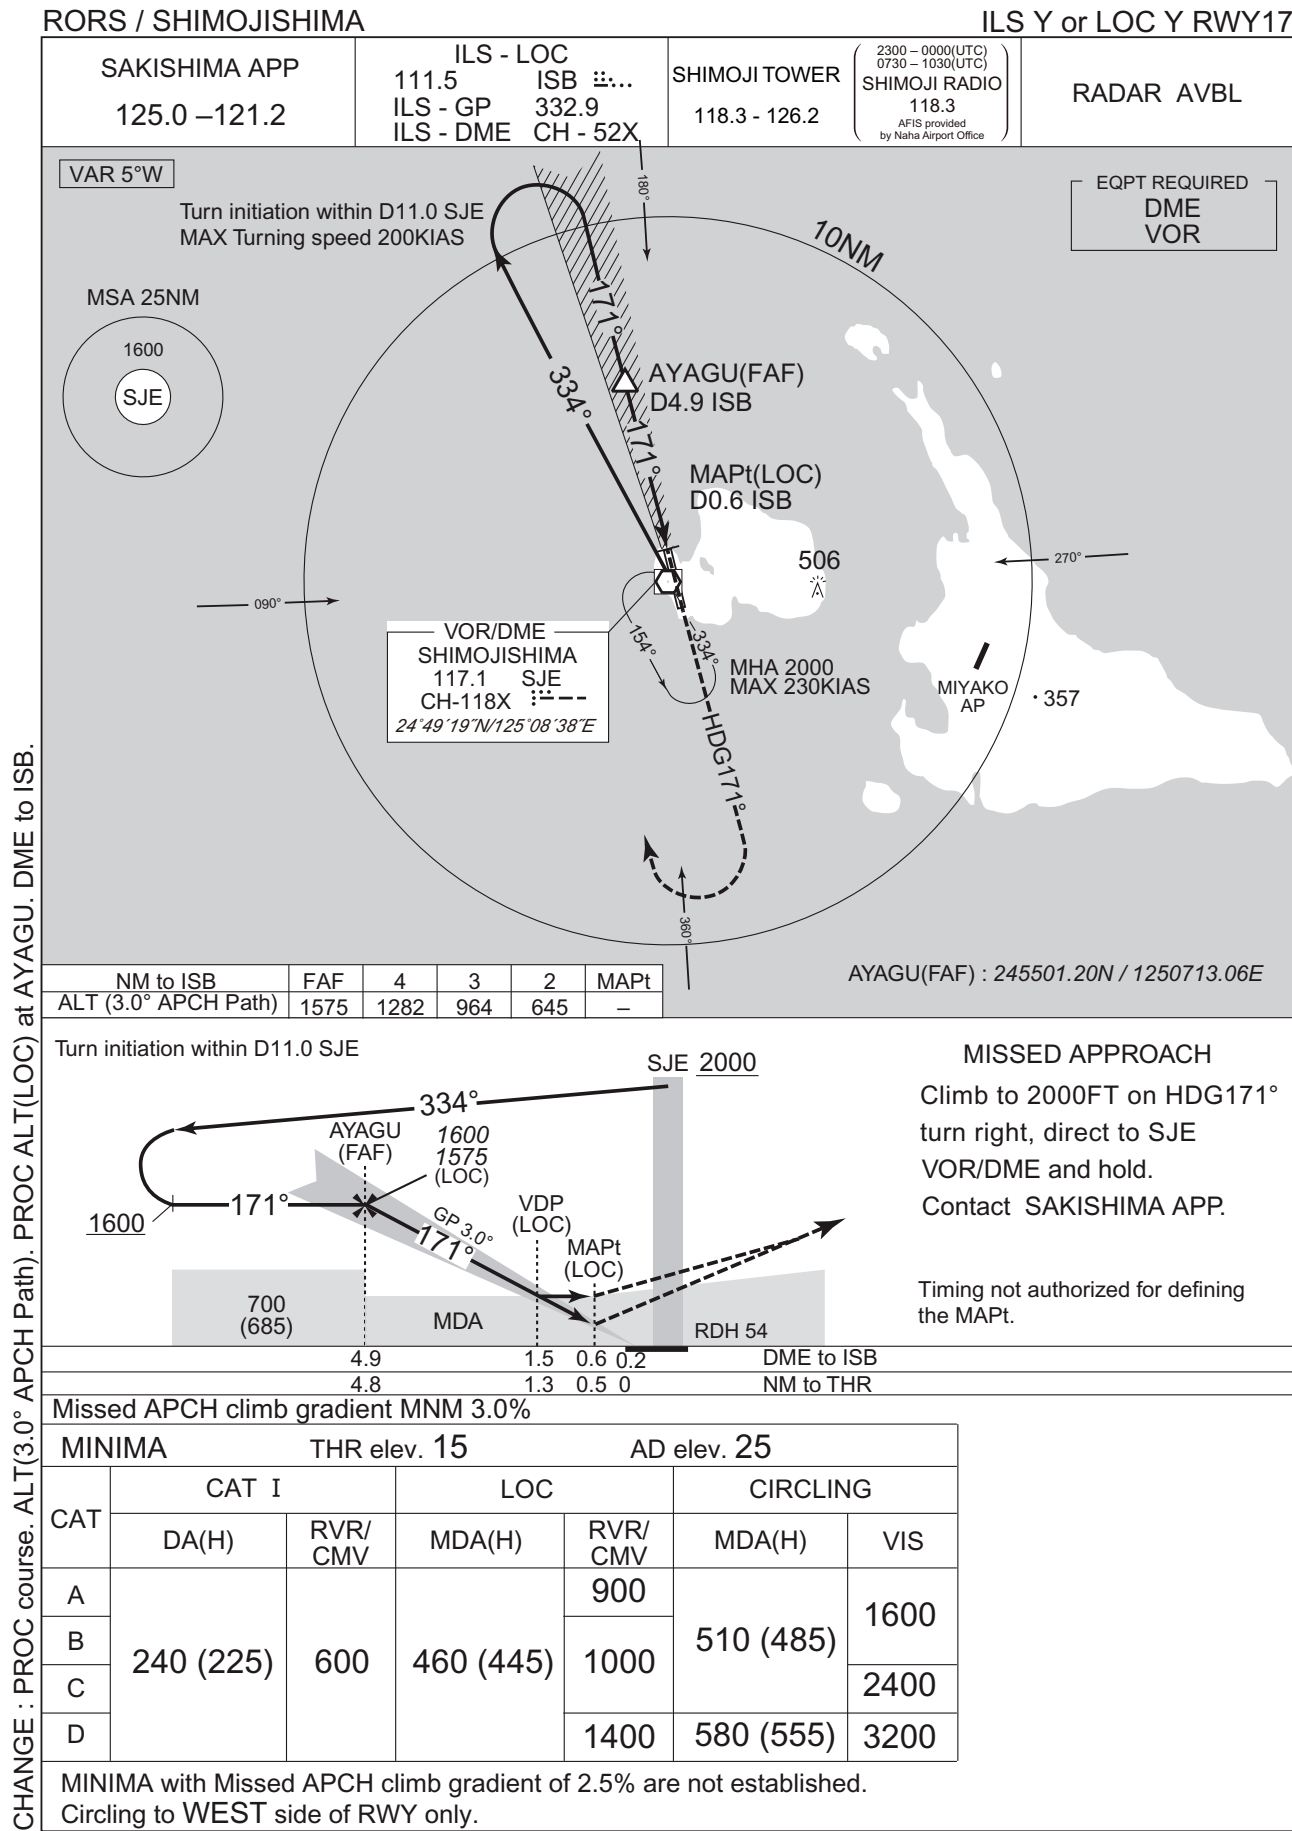 RORS / SHIMOJISHIMA
ILS Y or LOC Y RWY17
SAKISHIMA APP
125.0 –121.2
ILS - LOC
111.5 ISB
ILS - GP 332.9
ILS - DME CH - 52X
SHIMOJI TOWER
118.3 - 126.2
2300 – 0000(UTC)
0730 – 1030(UTC)
SHIMOJI RADIO
118.3
AFIS provided
by Naha Airport Office
RADAR AVBL
VAR 5°W
Turn initiation within D11.0 SJE
MAX Turning speed 200KIAS
180°
10NM
EQPT REQUIRED
DME
VOR
MSA 25NM
1600
SJE
171°
334°
AYAGU(FAF)
D4.9 ISB
171°
MAPt(LOC)
D0.6 ISB
506
270°
090°
VOR/DME
SHIMOJISHIMA
117.1 SJE
CH-118X
24°49´19˝N/125°08´38˝E
154°
334°
MHA 2000
MAX 230KIAS
MIYAKO
AP
357
HDG171°
360°
AYAGU(FAF) : 245501.20N / 1250713.06E
NM to ISB FAF 4 3 2 MAPt
ALT (3.0° APCH Path) 1575 1282 964 645 –
Turn initiation within D11.0 SJE
SJE 2000
334°
AYAGU
(FAF)
1600
1575
(LOC)
1600
171°
GP 3.0°
171°
VDP
(LOC)
MAPt
(LOC)
700
(685)
MDA
RDH 54
MISSED APPROACH
Climb to 2000FT on HDG171°
turn right, direct to SJE
VOR/DME and hold.
Contact SAKISHIMA APP.
Timing not authorized for defining
the MAPt.
4.9 1.5 0.6 0.2 DME to ISB
4.8 1.3 0.5 0 NM to THR
Missed APCH climb gradient MNM 3.0%
MINIMA THR elev. 15 AD elev. 25
CAT CAT I LOC CIRCLING
DA(H) RVR/CMV MDA(H) RVR/CMV MDA(H) VIS
A 900
B 1600
240 (225) 600 460 (445) 1000 510 (485)
C 2400
D 1400 580 (555) 3200
MINIMA with Missed APCH climb gradient of 2.5% are not established.
Circling to WEST side of RWY only.
CHANGE : PROC course. ALT(3.0° APCH Path). PROC ALT(LOC) at AYAGU. DME to ISB.